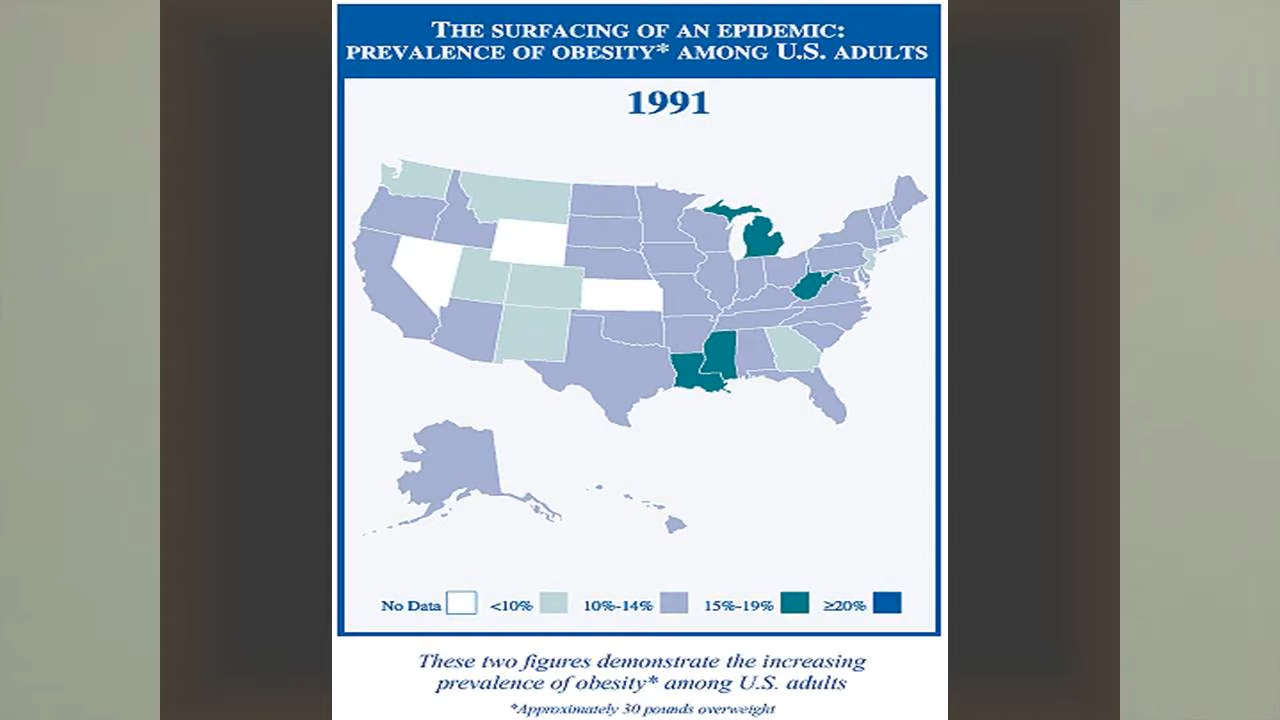 THE SURFACING OF AN EPIDEMIC:
PREVALENCE OF OBESITY* AMONG U.S. ADULTS
1991
No Data <10% 10%-14% 15%-19% ≥20%
These two figures demonstrate the increasing
prevalence of obesity* among U.S. adults
*Approximately 30 pounds overweight